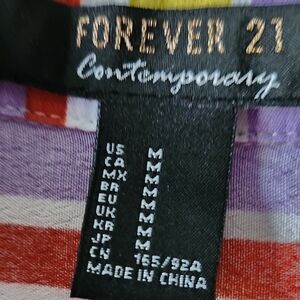 FOREVER 21
Contemporary
US M
CA M
MX M
BR M
EU M
UK M
KR M
JP M
CN 165/92A
MADE IN CHINA